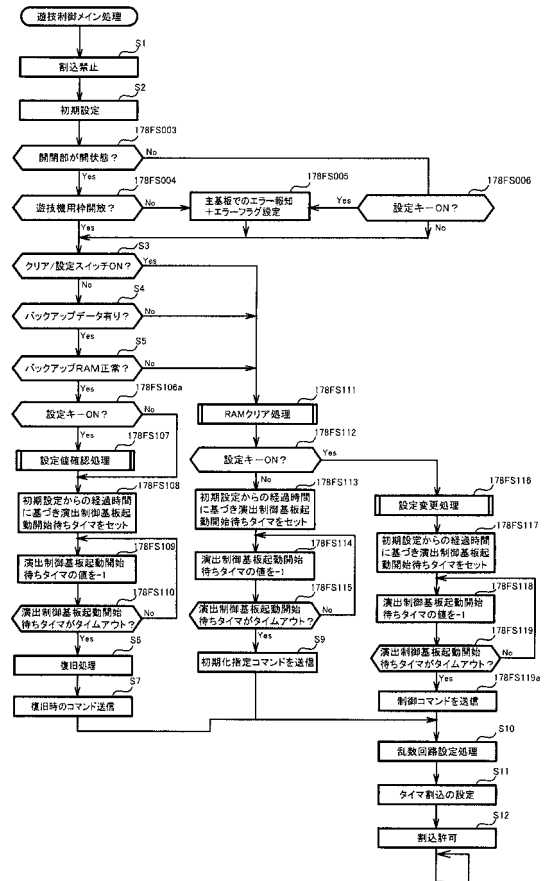 遊技制御メイン処理
S1
割込禁止
S2
初期設定
178FS003
開閉部が開状態？
No
Yes
178FS004
遊技機用枠開放？
No
Yes
178FS005
主基板でのエラー報知
＋エラーフラグ設定
178FS006
設定キーON？
Yes
No
S3
クリア/設定スイッチON？
Yes
No
S4
バックアップデータ有り？
No
Yes
S5
バックアップRAM正常？
No
Yes
178FS106a
設定キーON？
No
Yes
178FS107
設定値確認処理
178FS108
初期設定からの経過時間
に基づき演出制御基板起
動開始待ちタイマをセット
178FS109
演出制御基板起動開始
待ちタイマの値を-1
178FS110
演出制御基板起動開始
待ちタイマがタイムアウト？
No
Yes
S6
復旧処理
S7
復旧時のコマンド送信
178FS111
RAMクリア処理
178FS112
設定キーON？
Yes
No
178FS113
初期設定からの経過時間
に基づき演出制御基板起
動開始待ちタイマをセット
178FS114
演出制御基板起動開始
待ちタイマの値を-1
178FS115
演出制御基板起動開始
待ちタイマがタイムアウト？
No
Yes
S9
初期化指定コマンドを送信
178FS116
設定変更処理
178FS117
初期設定からの経過時間
に基づき演出制御基板起
動開始待ちタイマをセット
178FS118
演出制御基板起動開始
待ちタイマの値を-1
178FS119
演出制御基板起動開始
待ちタイマがタイムアウト？
No
Yes
178FS119a
制御コマンドを送信
S10
乱数回路設定処理
S11
タイマ割込の設定
S12
割込許可